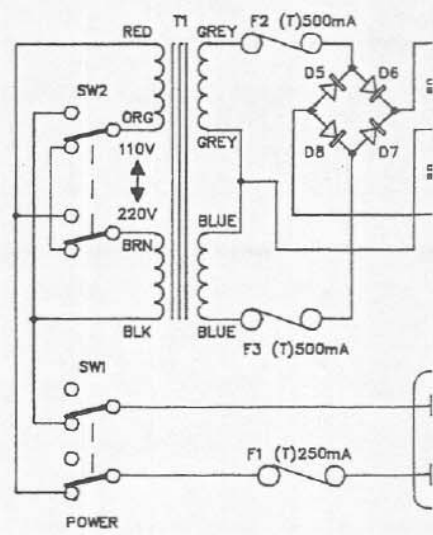 RED
T1
GREY
F2 (T)500mA
D5
D6
SW2
ORG
110V
GREY
D8
D7
220V
BRN
BLUE
BLK
BLUE
F3 (T)500mA
SW1
F1 (T)250mA
POWER